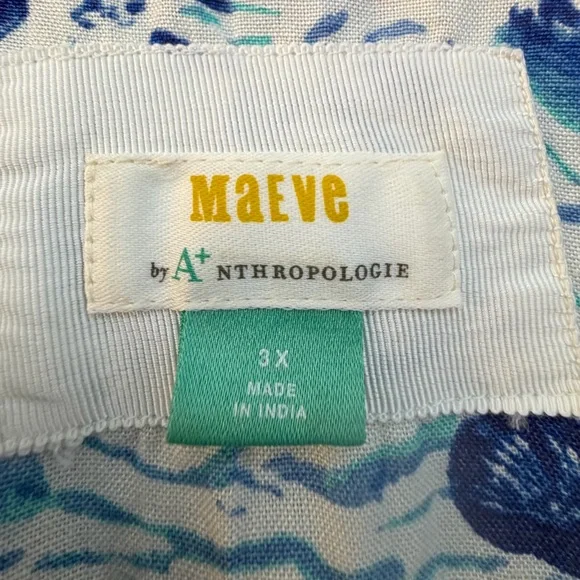 MaEVe
by A+NTHROPOLOGIE
3X
MADE
IN INDIA